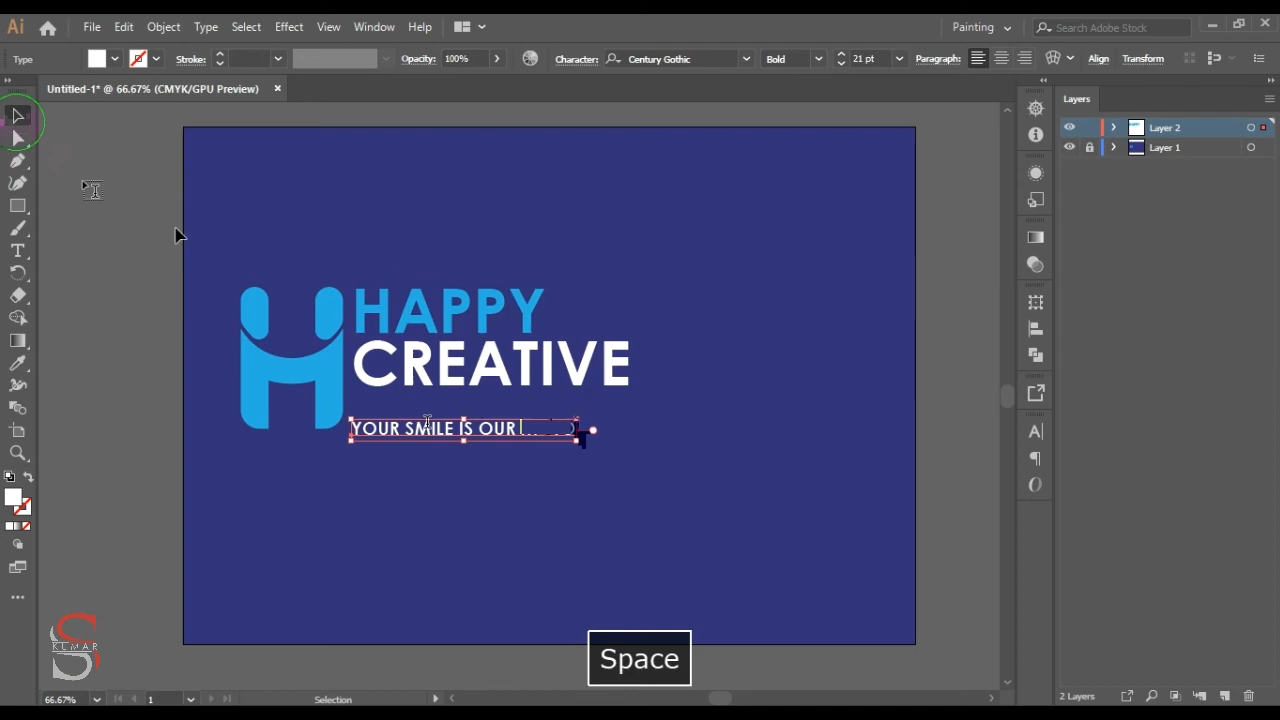 Ai File Edit Object Type Select Effect View Window Help Painting Search Adobe Stock
Type Stroke: Opacity: 100% Character: Century Gothic Bold 21 pt Paragraph: Align Transform
Untitled-1* @ 66.67% (CMYK/GPU Preview)
Layers
Layer 2
Layer 1
HAPPY
CREATIVE
YOUR SMILE IS OUR
S
KUMAR
Space
66.67% 1 Selection 2 Layers